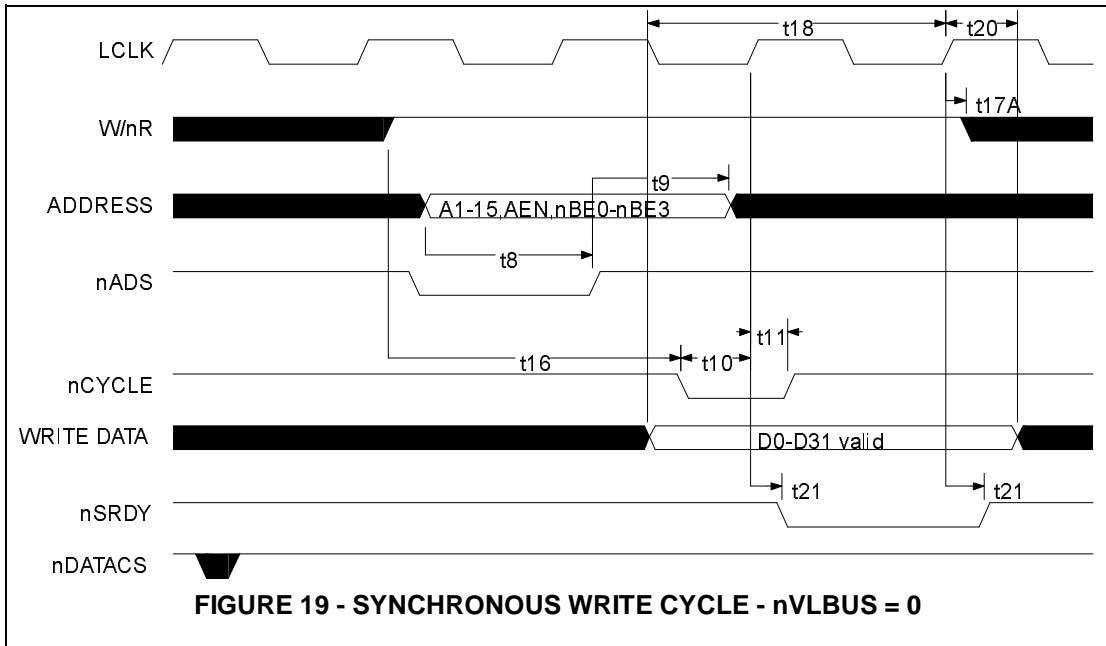 t18
t20
LCLK
t17A
W/nR
t9
ADDRESS
A1-15,AEN,nBE0-nBE3
t8
nADS
t11
t16
t10
nCYCLE
WRITE DATA
D0-D31 valid
t21
t21
nSRDY
nDATACS
FIGURE 19 - SYNCHRONOUS WRITE CYCLE - nVLBUS = 0